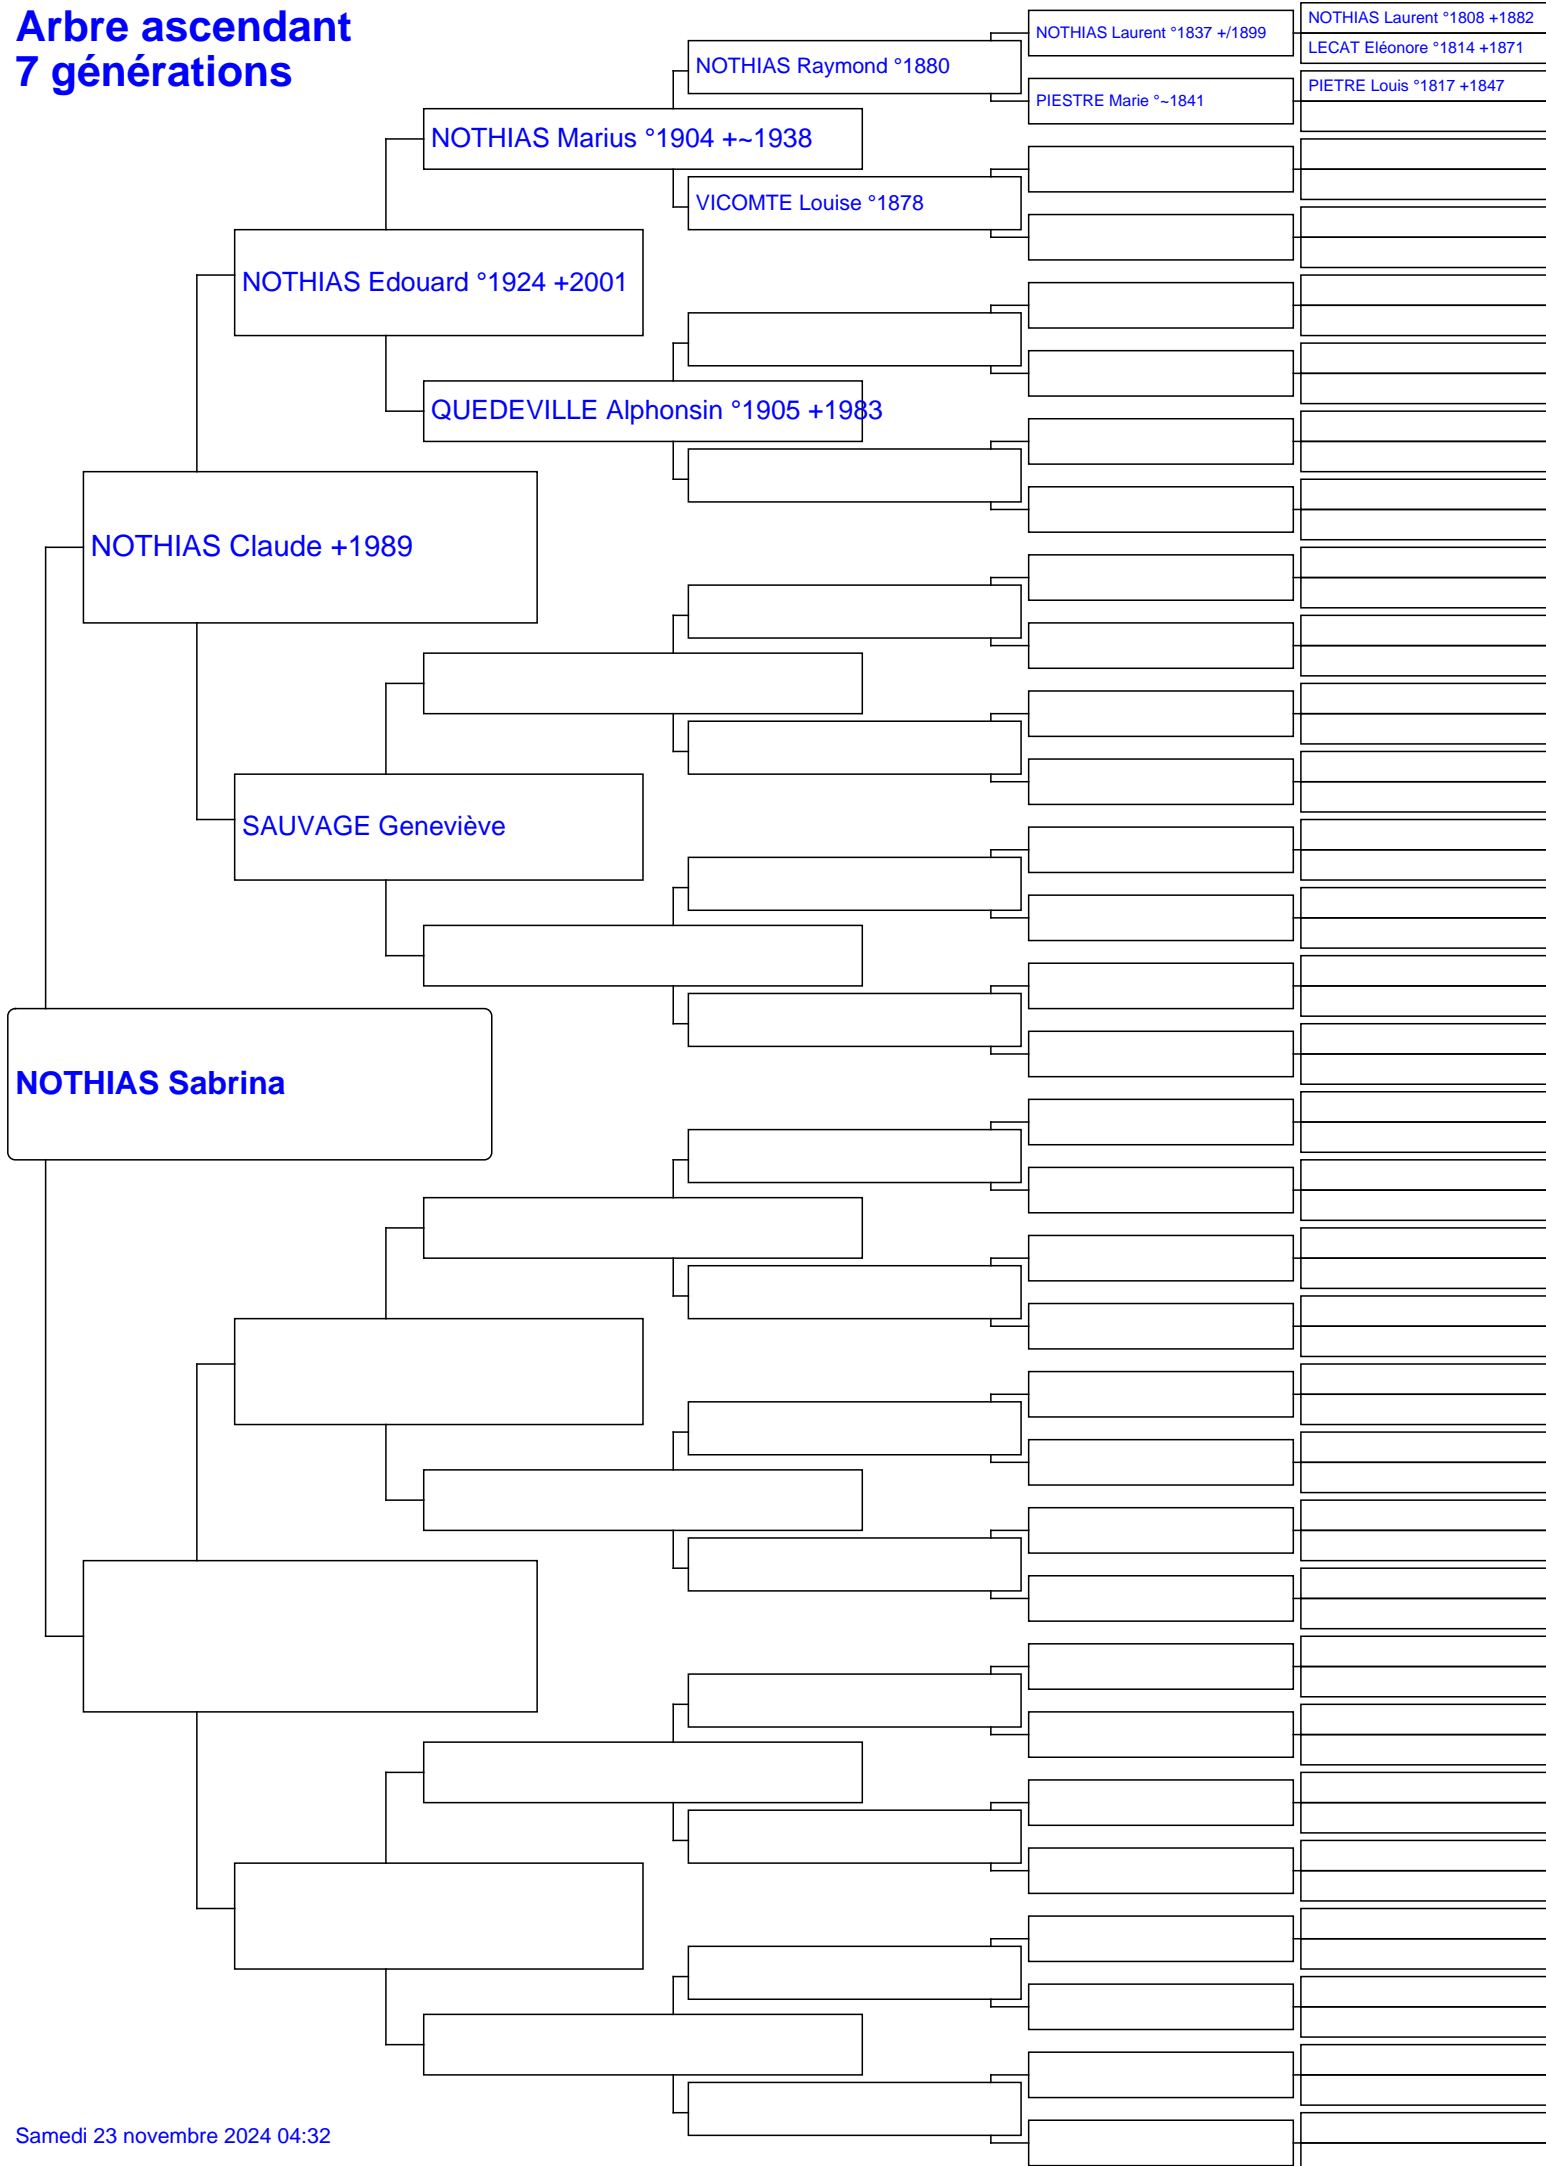 Arbre ascendant
7 générations
NOTHIAS Laurent °1808 +1882
LECAT Eléonore °1814 +1871
NOTHIAS Laurent °1837 +/1899
NOTHIAS Raymond °1880
PIETRE Louis °1817 +1847
PIESTRE Marie °~1841
NOTHIAS Marius °1904 +~1938
VICOMTE Louise °1878
NOTHIAS Edouard °1924 +2001
QUEDEVILLE Alphonsin °1905 +1983
NOTHIAS Claude +1989
SAUVAGE Geneviève
NOTHIAS Sabrina
Samedi 23 novembre 2024 04:32